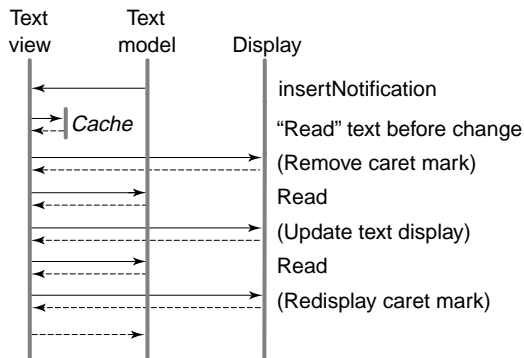 Text view
Text model
Display
insertNotification
Cache
“Read” text before change
(Remove caret mark)
Read
(Update text display)
Read
(Redisplay caret mark)